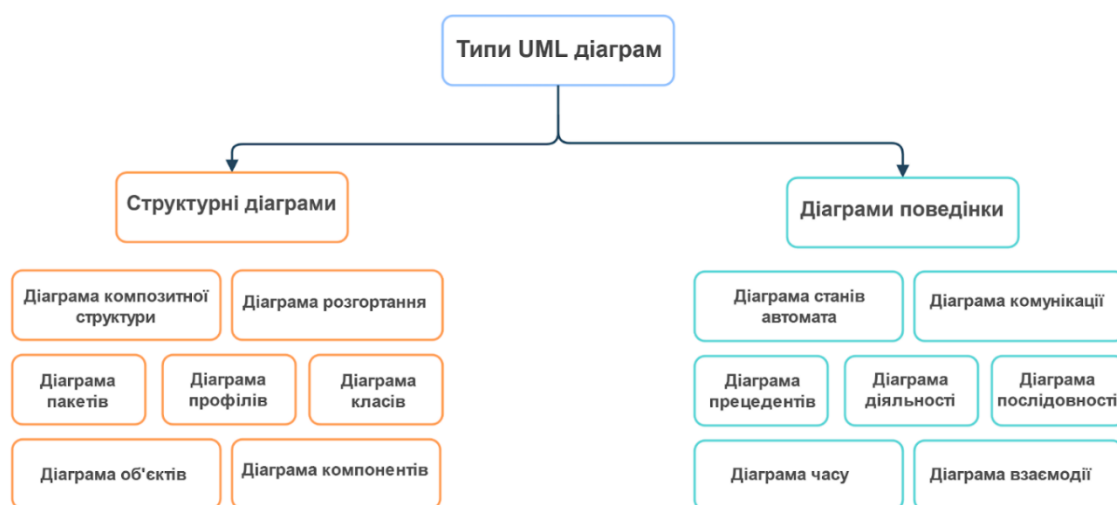 Типи UML діаграм
Структурні діаграми
Діаграми поведінки
Діаграма композитної
структури
Діаграма розгортання
Діаграма станів
автомата
Діаграма комунікації
Діаграма
пакетів
Діаграма
профілів
Діаграма
класів
Діаграма
прецедентів
Діаграма
діяльності
Діаграма
послідовності
Діаграма об'єктів
Діаграма компонентів
Діаграма часу
Діаграма взаємодії